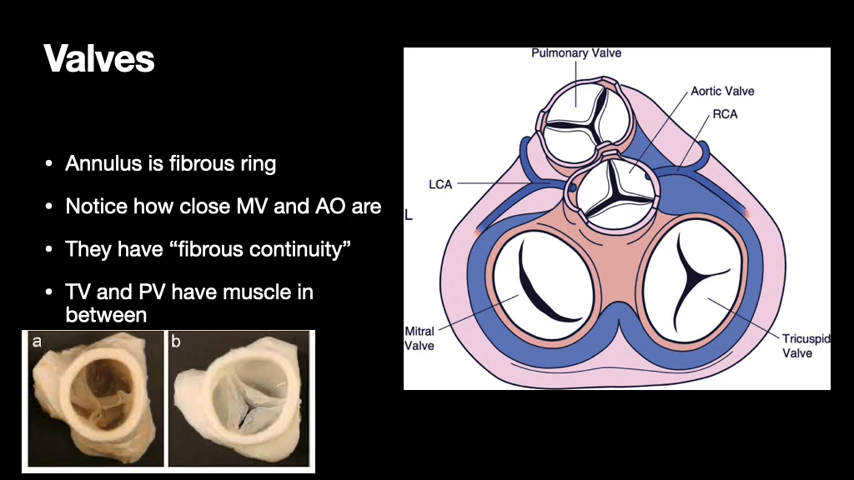 Valves
• Annulus is fibrous ring
• Notice how close MV and AO are
• They have “fibrous continuity”
• TV and PV have muscle in
between
a
b
Pulmonary Valve
Aortic Valve
RCA
LCA
L
Mitral
Valve
Tricuspid
Valve